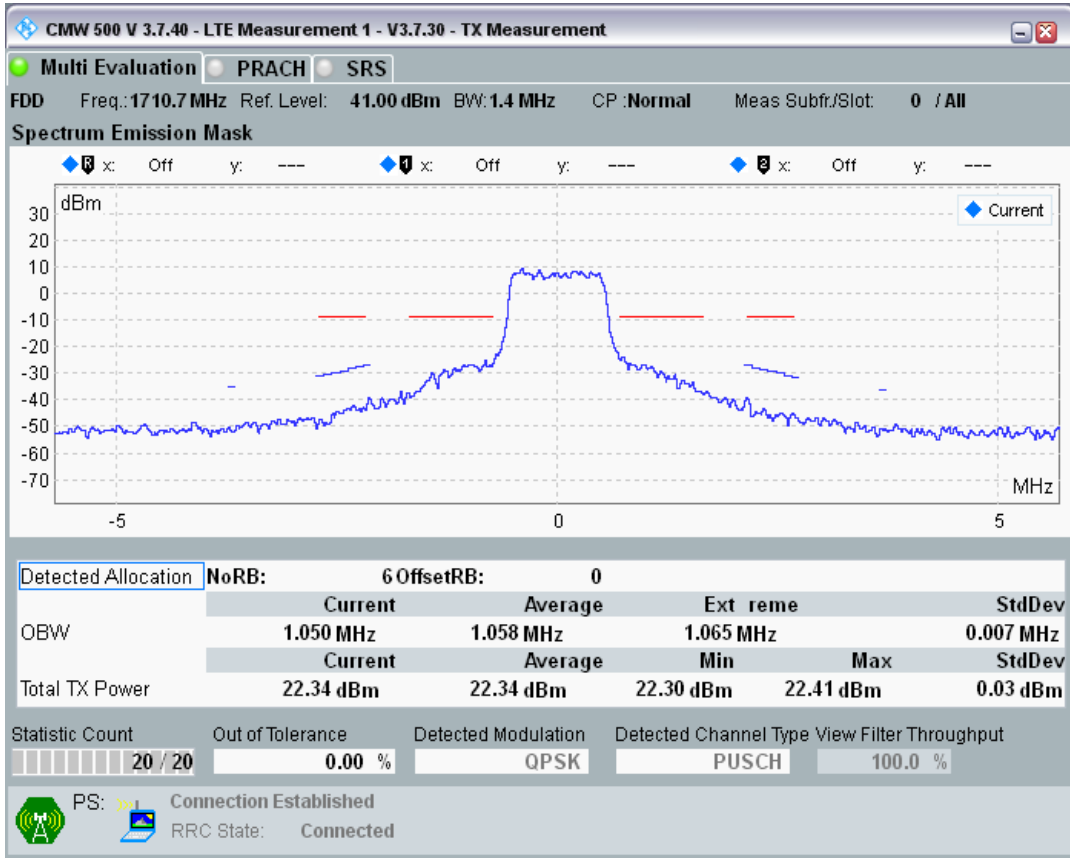 CMW 500 V 3.7.40 - LTE Measurement 1 - V3.7.30 - TX Measurement
Multi Evaluation PRACH SRS
FDD Freq.: 1710.7 MHz Ref. Level: 41.00 dBm BW: 1.4 MHz CP : Normal Meas Subfr./Slot: 0 / All
Spectrum Emission Mask
R x: Off y: --- 1 x: Off y: --- 2 x: Off y: ---
dBm
Current
30
20
10
0
-10
-20
-30
-40
-50
-60
-70
MHz
-5 0 5
Detected Allocation NoRB: 6 OffsetRB: 0
Current Average Ext reme StdDev
OBW 1.050 MHz 1.058 MHz 1.065 MHz 0.007 MHz
Current Average Min Max StdDev
Total TX Power 22.34 dBm 22.34 dBm 22.30 dBm 22.41 dBm 0.03 dBm
Statistic Count Out of Tolerance Detected Modulation Detected Channel Type View Filter Throughput
20 / 20 0.00 % QPSK PUSCH 100.0 %
PS: Connection Established
RRC State: Connected